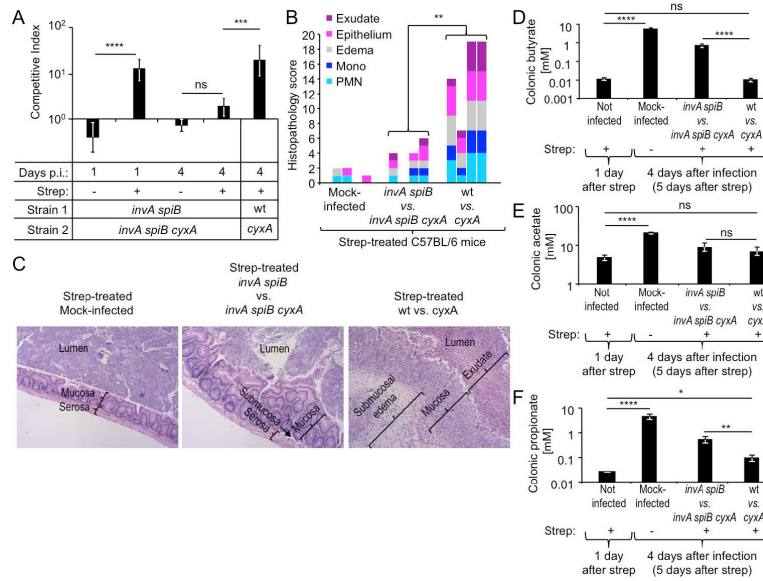 A
Competitive Index
10²
10¹
10⁰
****
ns
***
Days p.i.: 1 1 4 4 4
Strep: - + - + +
Strain 1 invA spiB wt
Strain 2 invA spiB cyxA cyxA
B
Histopathology score
Exudate
Epithelium
Edema
Mono
PMN
**
20
18
16
14
12
10
8
6
4
2
0
Mock-
infected
invA spiB
vs.
invA spiB cyxA
wt
vs.
cyxA
Strep-treated C57BL/6 mice
C
Strep-treated
Mock-infected
Lumen
Mucosa
Serosa
Strep-treated
invA spiB
vs.
invA spiB cyxA
Lumen
Submucosa
Serosa
Mucosa
Strep-treated
wt vs. cyxA
Lumen
Exudate
Mucosa
Submucosal
edema
D
Colonic butyrate
[mM]
ns
****
****
10
1
0.1
0.01
0.001
Not
infected
Mock-
infected
invA spiB
vs.
invA spiB cyxA
wt
vs.
cyxA
Strep: + - + +
1 day
after strep
4 days after infection
(5 days after strep)
E
Colonic acetate
[mM]
ns
****
ns
100
10
1
Not
infected
Mock-
infected
invA spiB
vs.
invA spiB cyxA
wt
vs.
cyxA
Strep: + - + +
1 day
after strep
4 days after infection
(5 days after strep)
F
Colonic propionate
[mM]
*
****
**
10
1
0.1
0.01
Not
infected
Mock-
infected
invA spiB
vs.
invA spiB cyxA
wt
vs.
cyxA
Strep: + - + +
1 day
after strep
4 days after infection
(5 days after strep)